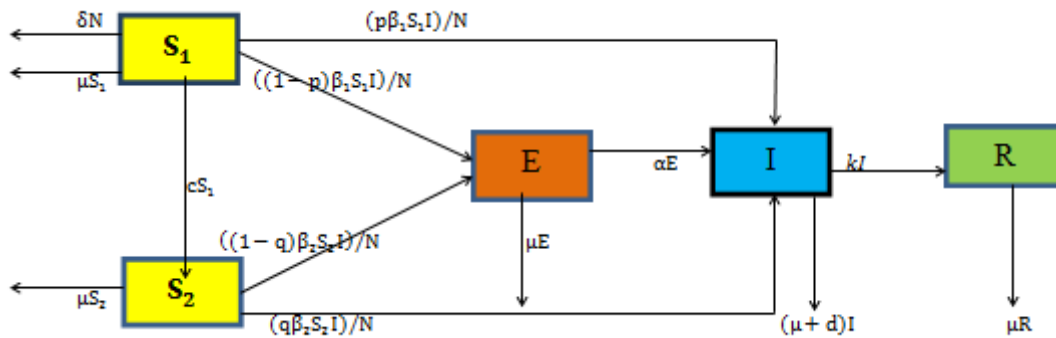 δN
S₁
(pβ₁S₁I)/N
μS₁
((1 − p)β₁S₁I)/N
E
αE
I
kI
R
cS₁
((1 − q)β₂S₂I)/N
μE
S₂
μS₂
(qβ₂S₂I)/N
(μ + d)I
μR